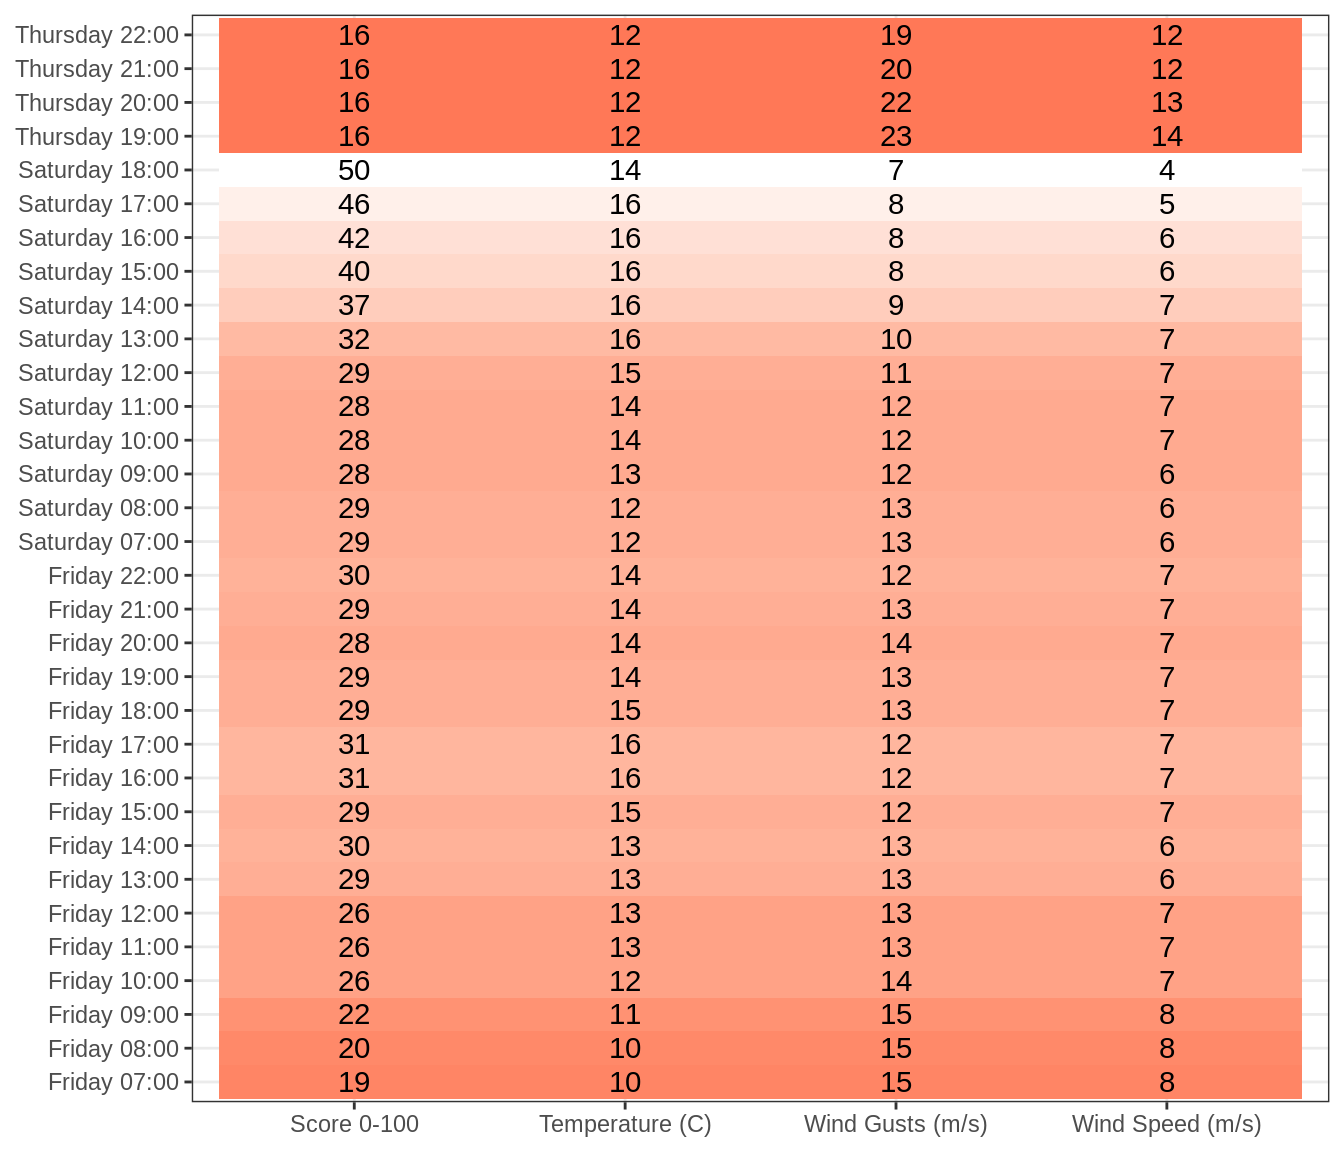 Thursday 22:00 16 12 19 12
Thursday 21:00 16 12 20 12
Thursday 20:00 16 12 22 13
Thursday 19:00 16 12 23 14
Saturday 18:00 50 14 7 4
Saturday 17:00 46 16 8 5
Saturday 16:00 42 16 8 6
Saturday 15:00 40 16 8 6
Saturday 14:00 37 16 9 7
Saturday 13:00 32 16 10 7
Saturday 12:00 29 15 11 7
Saturday 11:00 28 14 12 7
Saturday 10:00 28 14 12 7
Saturday 09:00 28 13 12 6
Saturday 08:00 29 12 13 6
Saturday 07:00 29 12 13 6
Friday 22:00 30 14 12 7
Friday 21:00 29 14 13 7
Friday 20:00 28 14 14 7
Friday 19:00 29 14 13 7
Friday 18:00 29 15 13 7
Friday 17:00 31 16 12 7
Friday 16:00 31 16 12 7
Friday 15:00 29 15 12 7
Friday 14:00 30 13 13 6
Friday 13:00 29 13 13 6
Friday 12:00 26 13 13 7
Friday 11:00 26 13 13 7
Friday 10:00 26 12 14 7
Friday 09:00 22 11 15 8
Friday 08:00 20 10 15 8
Friday 07:00 19 10 15 8
Score 0-100 Temperature (C) Wind Gusts (m/s) Wind Speed (m/s)